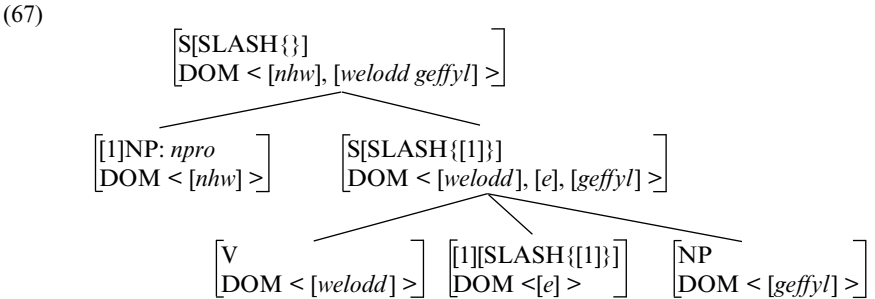 (67)
S[SLASH{}]
DOM < [nhw], [welodd geffyl] >
[1]NP: npro S[SLASH{[1]}]
DOM < [nhw] > DOM < [welodd], [e], [geffyl] >
V [1][SLASH{[1]}] NP
DOM < [welodd] > DOM <[e] > DOM < [geffyl] >